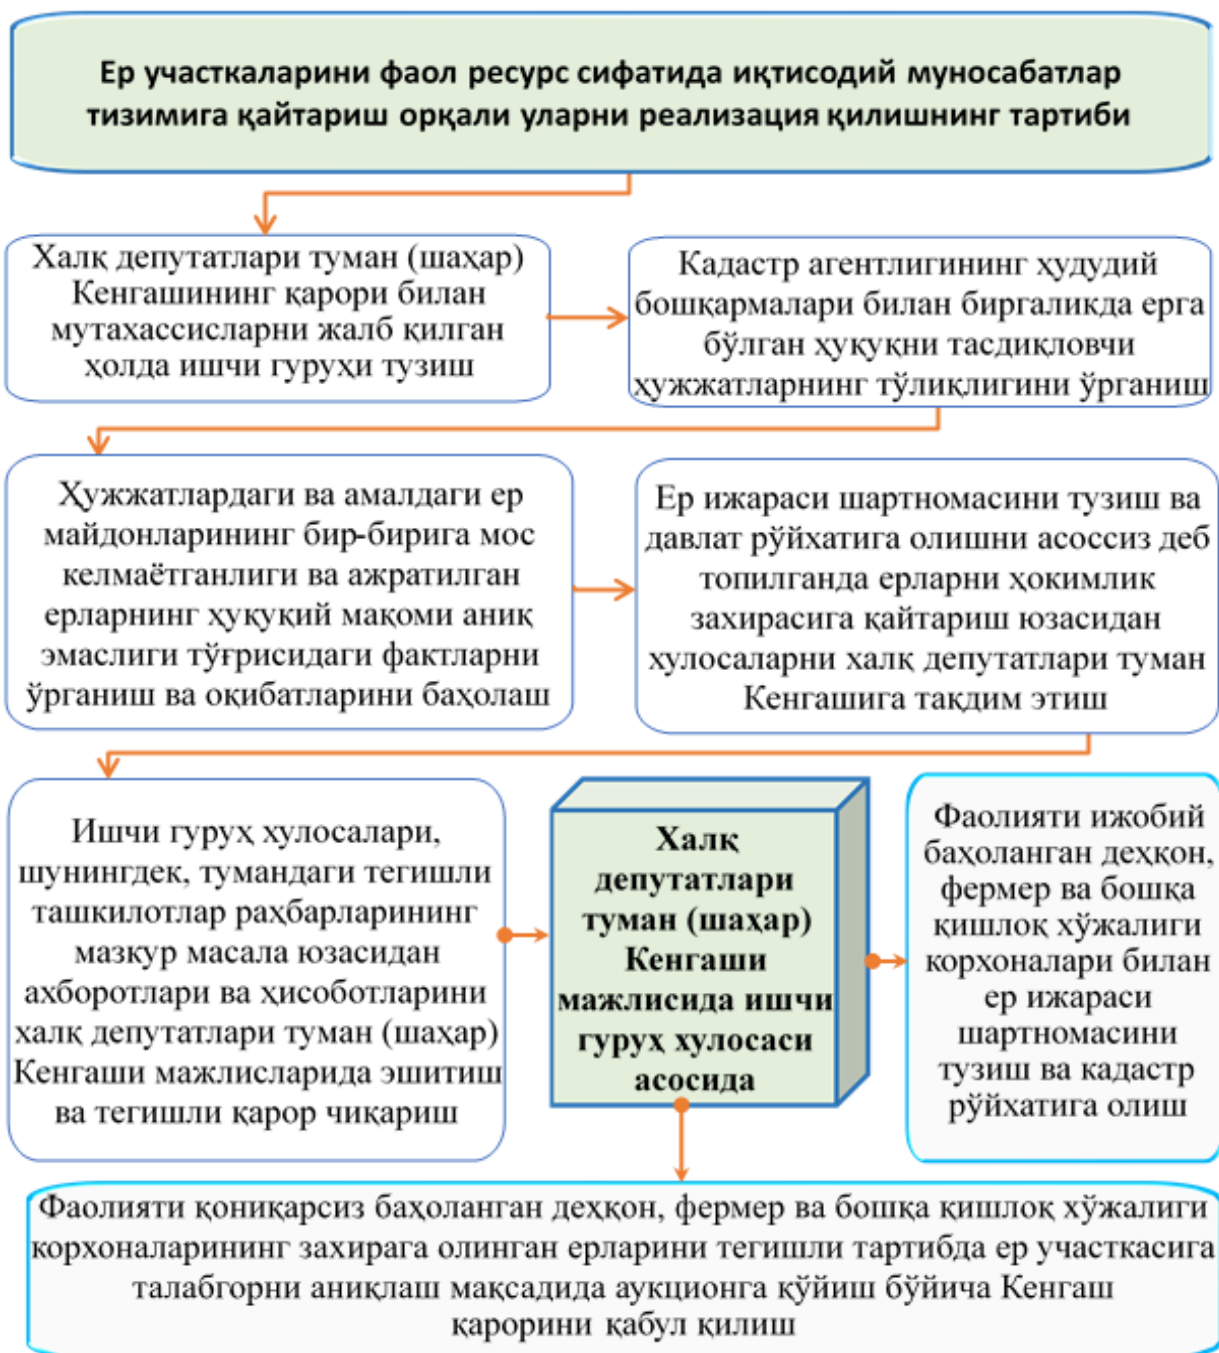 Ер участкаларини фаол ресурс сифатида иқтисодий муносабатлар
тизимига қайтариш орқали уларни реализация қилишнинг тартиби
Халқ депутатлари туман (шаҳар)
Кенгашининг қарори билан
мутахассисларни жалб қилган
ҳолда ишчи гуруҳи тузиш
Кадастр агентлигининг ҳудудий
бошқармалари билан биргаликда ерга
бўлган ҳуқуқни тасдиқловчи
ҳужжатларнинг тўлиқлигини ўрганиш
Ҳужжатлардаги ва амалдаги ер
майдонларининг бир-бирига мос
келмаётганлиги ва ажратилган
ерларнинг ҳуқуқий мақоми аниқ
эмаслиги тўғрисидаги фактларни
ўрганиш ва оқибатларини баҳолаш
Ер ижараси шартномасини тузиш ва
давлат рўйхатига олишни асоссиз деб
топилганда ерларни ҳокимлик
захирасига қайтариш юзасидан
хулосаларни халқ депутатлари туман
Кенгашига тақдим этиш
Ишчи гуруҳ хулосалари,
шунингдек, тумандаги тегишли
ташкилотлар раҳбарларининг
мазкур масала юзасидан
ахборотлари ва ҳисоботларини
халқ депутатлари туман (шаҳар)
Кенгаши мажлисларида эшитиш
ва тегишли қарор чиқариш
Халқ
депутатлари
туман (шаҳар)
Кенгаши
мажлисида ишчи
гуруҳ хулосаси
асосида
Фаолияти ижобий
баҳоланган деҳқон,
фермер ва бошқа
қишлоқ хўжалиги
корхоналари билан
ер ижараси
шартномасини
тузиш ва кадастр
рўйхатига олиш
Фаолияти қониқарсиз баҳоланган деҳқон, фермер ва бошқа қишлоқ хўжалиги
корхоналарининг захирага олинган ерларини тегишли тартибда ер участкасига
талабгорни аниқлаш мақсадида аукционга қўйиш бўйича Кенгаш
қарорини қабул қилиш